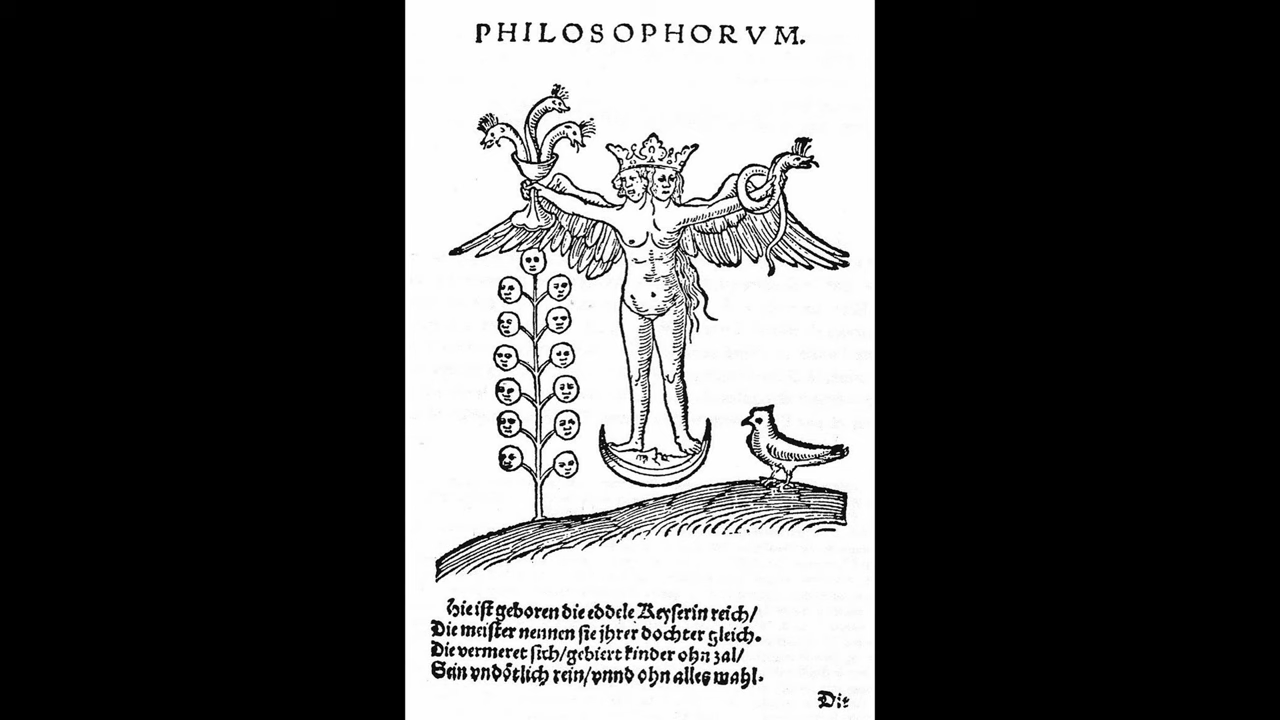 PHILOSOPHORVM.
Hie ist geboren die eddele Keyserin reich/
Die meister nennen sie jhrer dochter gleich.
Die vermeret sich/gebiert kinder ohn zal/
Sein vndötlich rein/vnnd ohn alles mahl.
Die